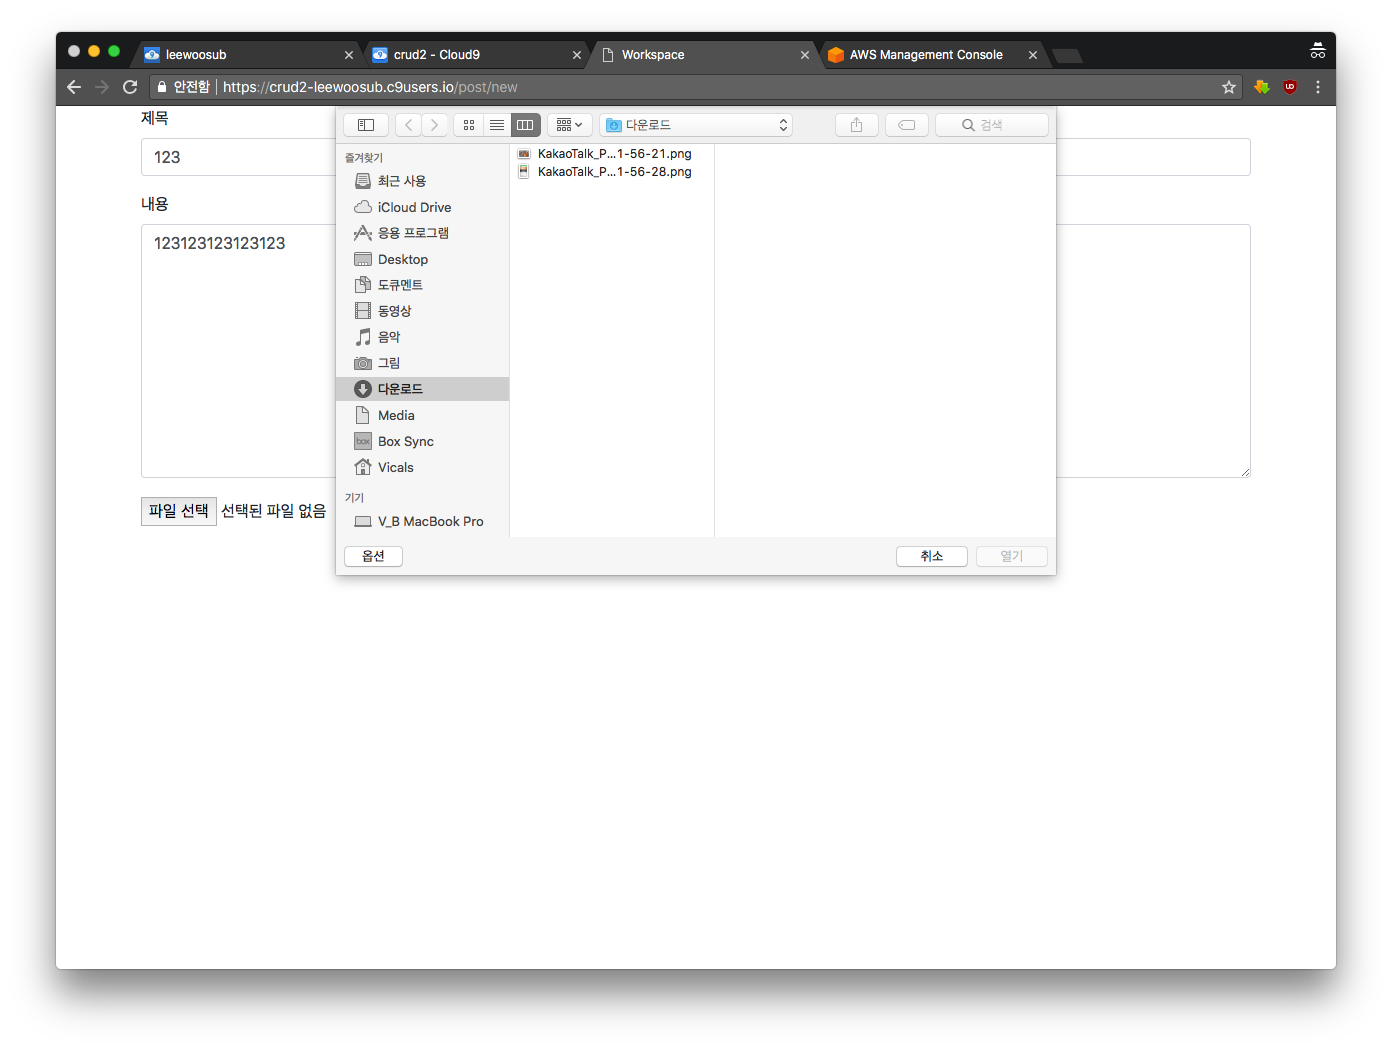 leewoosub
crud2 - Cloud9
Workspace
AWS Management Console
안전함 https://crud2-leewoosub.c9users.io/post/new
제목
123
내용
123123123123123
파일 선택 선택된 파일 없음
다운로드
검색
즐겨찾기
최근 사용
iCloud Drive
응용 프로그램
Desktop
도큐멘트
동영상
음악
그림
다운로드
Media
box Box Sync
Vicals
기기
V_B MacBook Pro
KakaoTalk_P...1-56-21.png
KakaoTalk_P...1-56-28.png
옵션
취소
열기